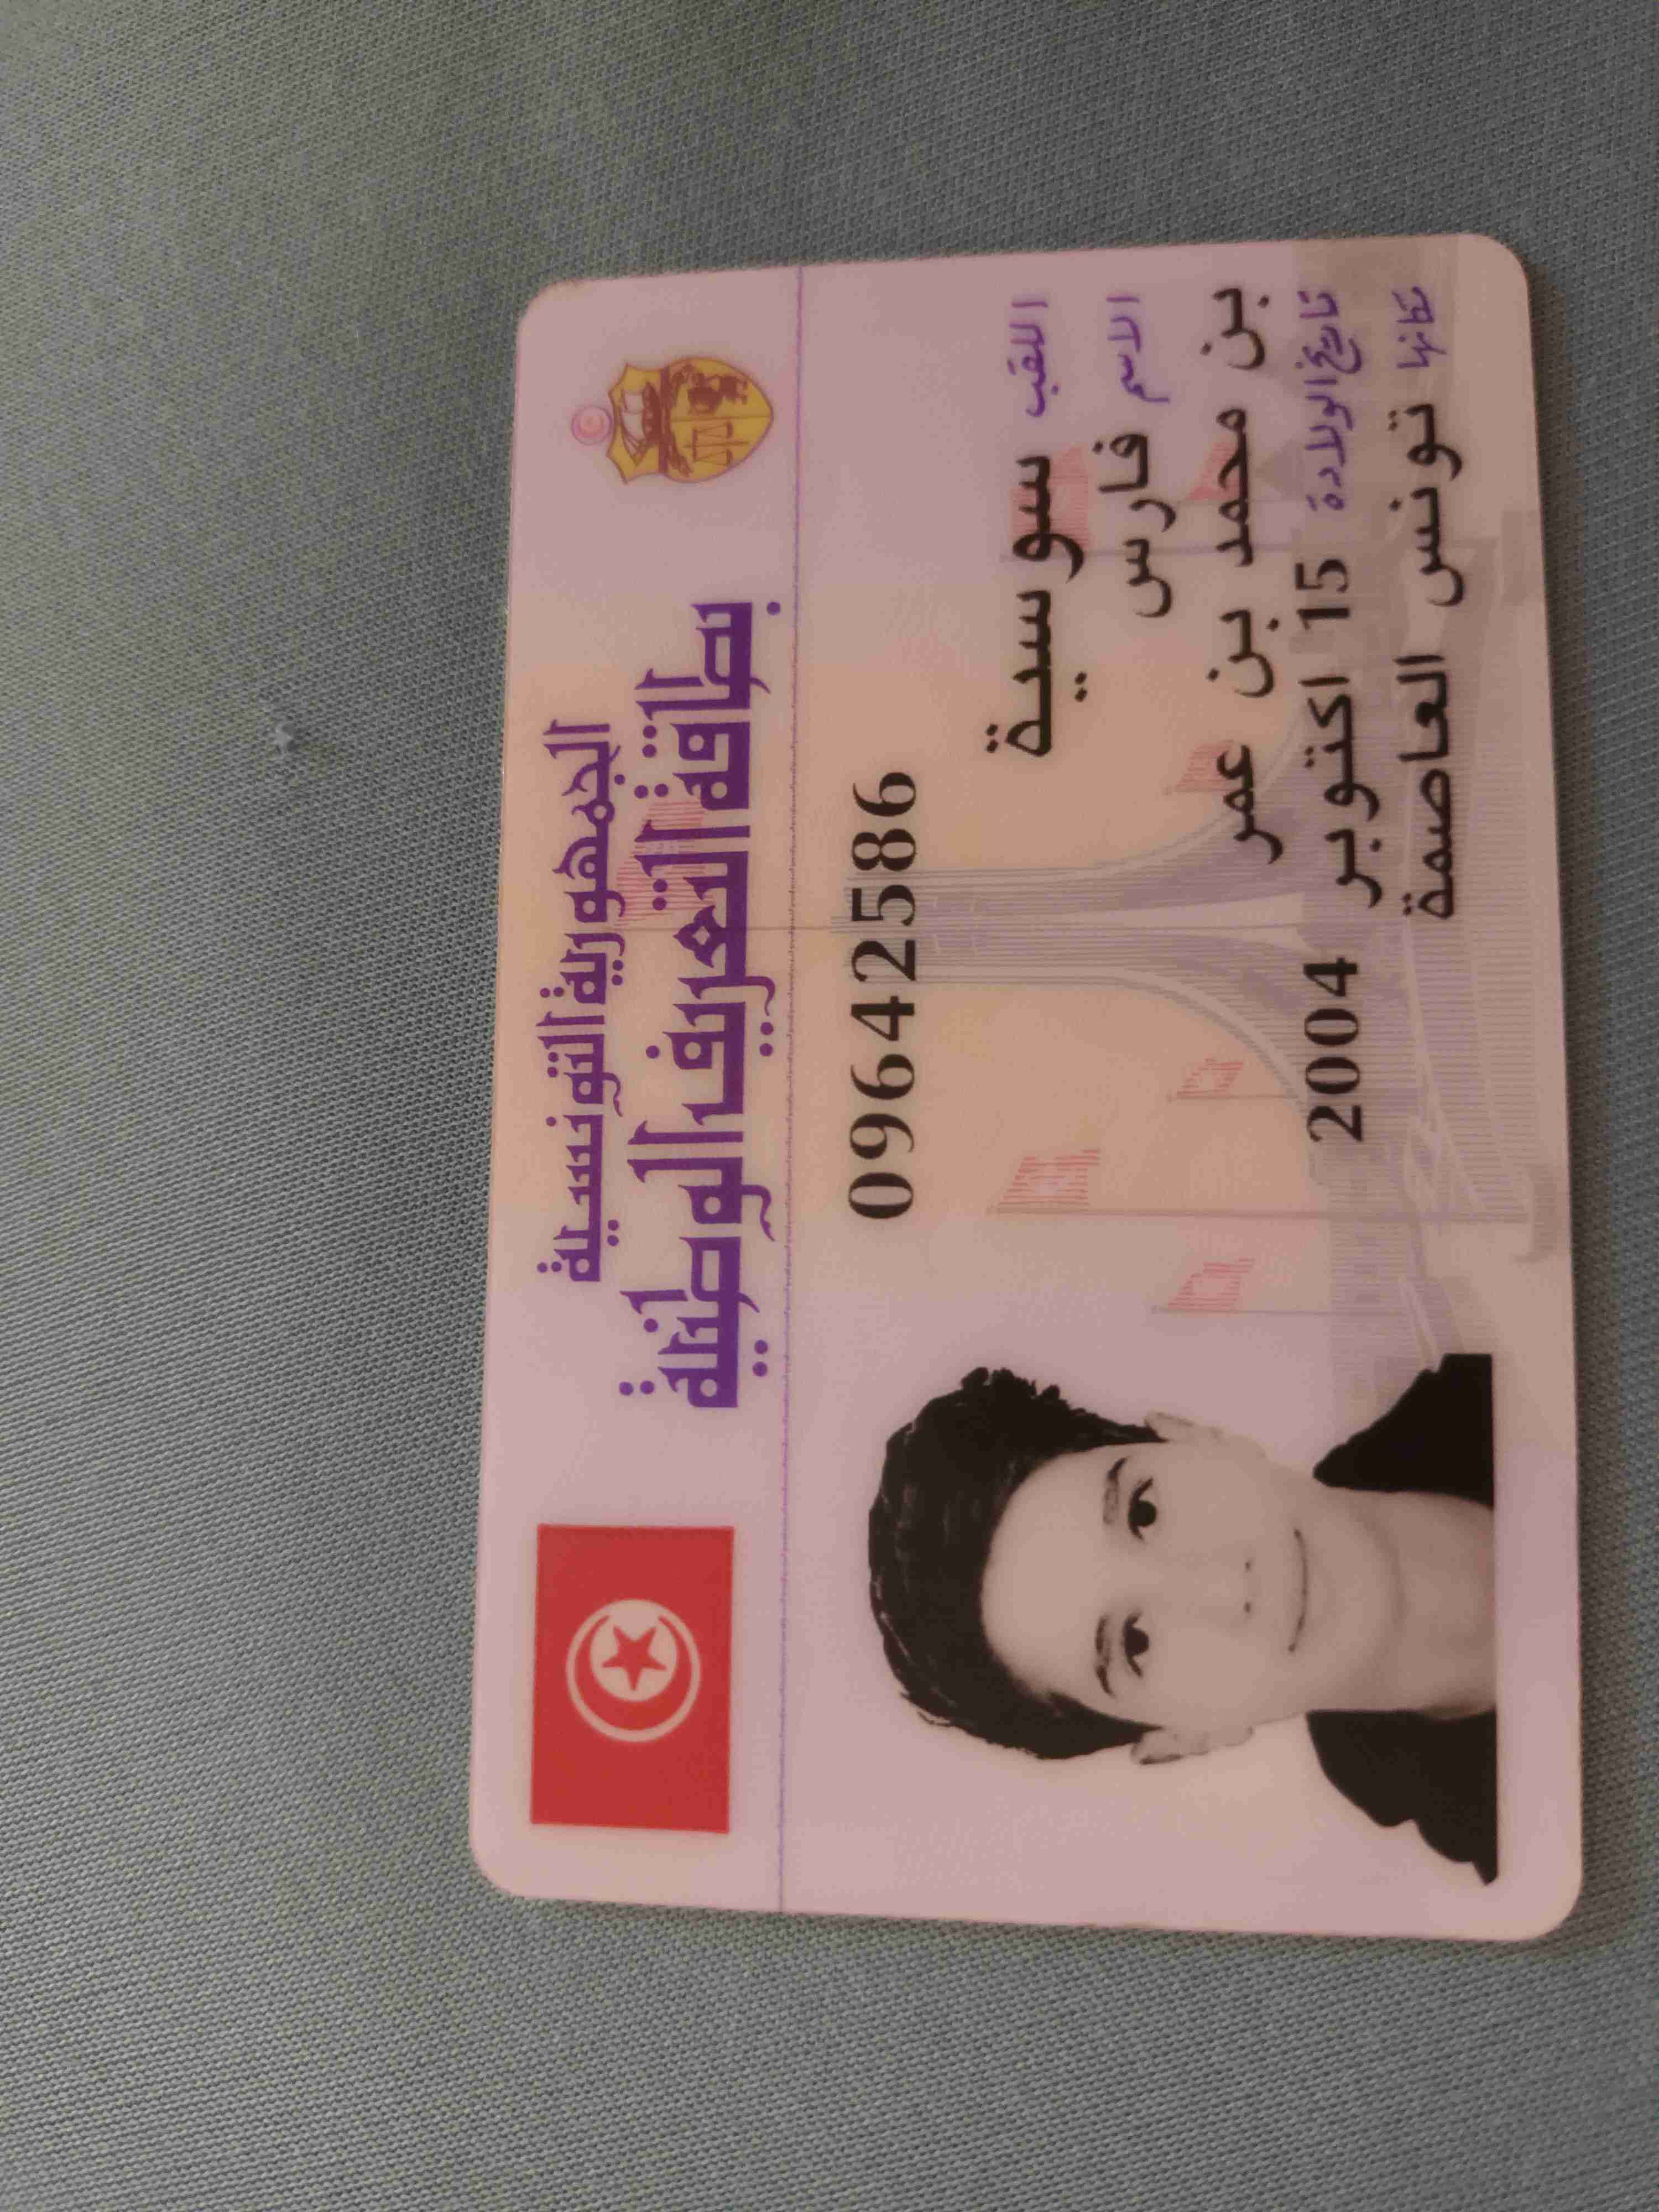 الجمهورية التونسية
بطاقة التعريف الوطنية
09642586
اللقب سوسية
الاسم فارس
بن محمد بن عمر
تاريخ الولادة 15 اكتوبر 2004
مكانها تونس العاصمة